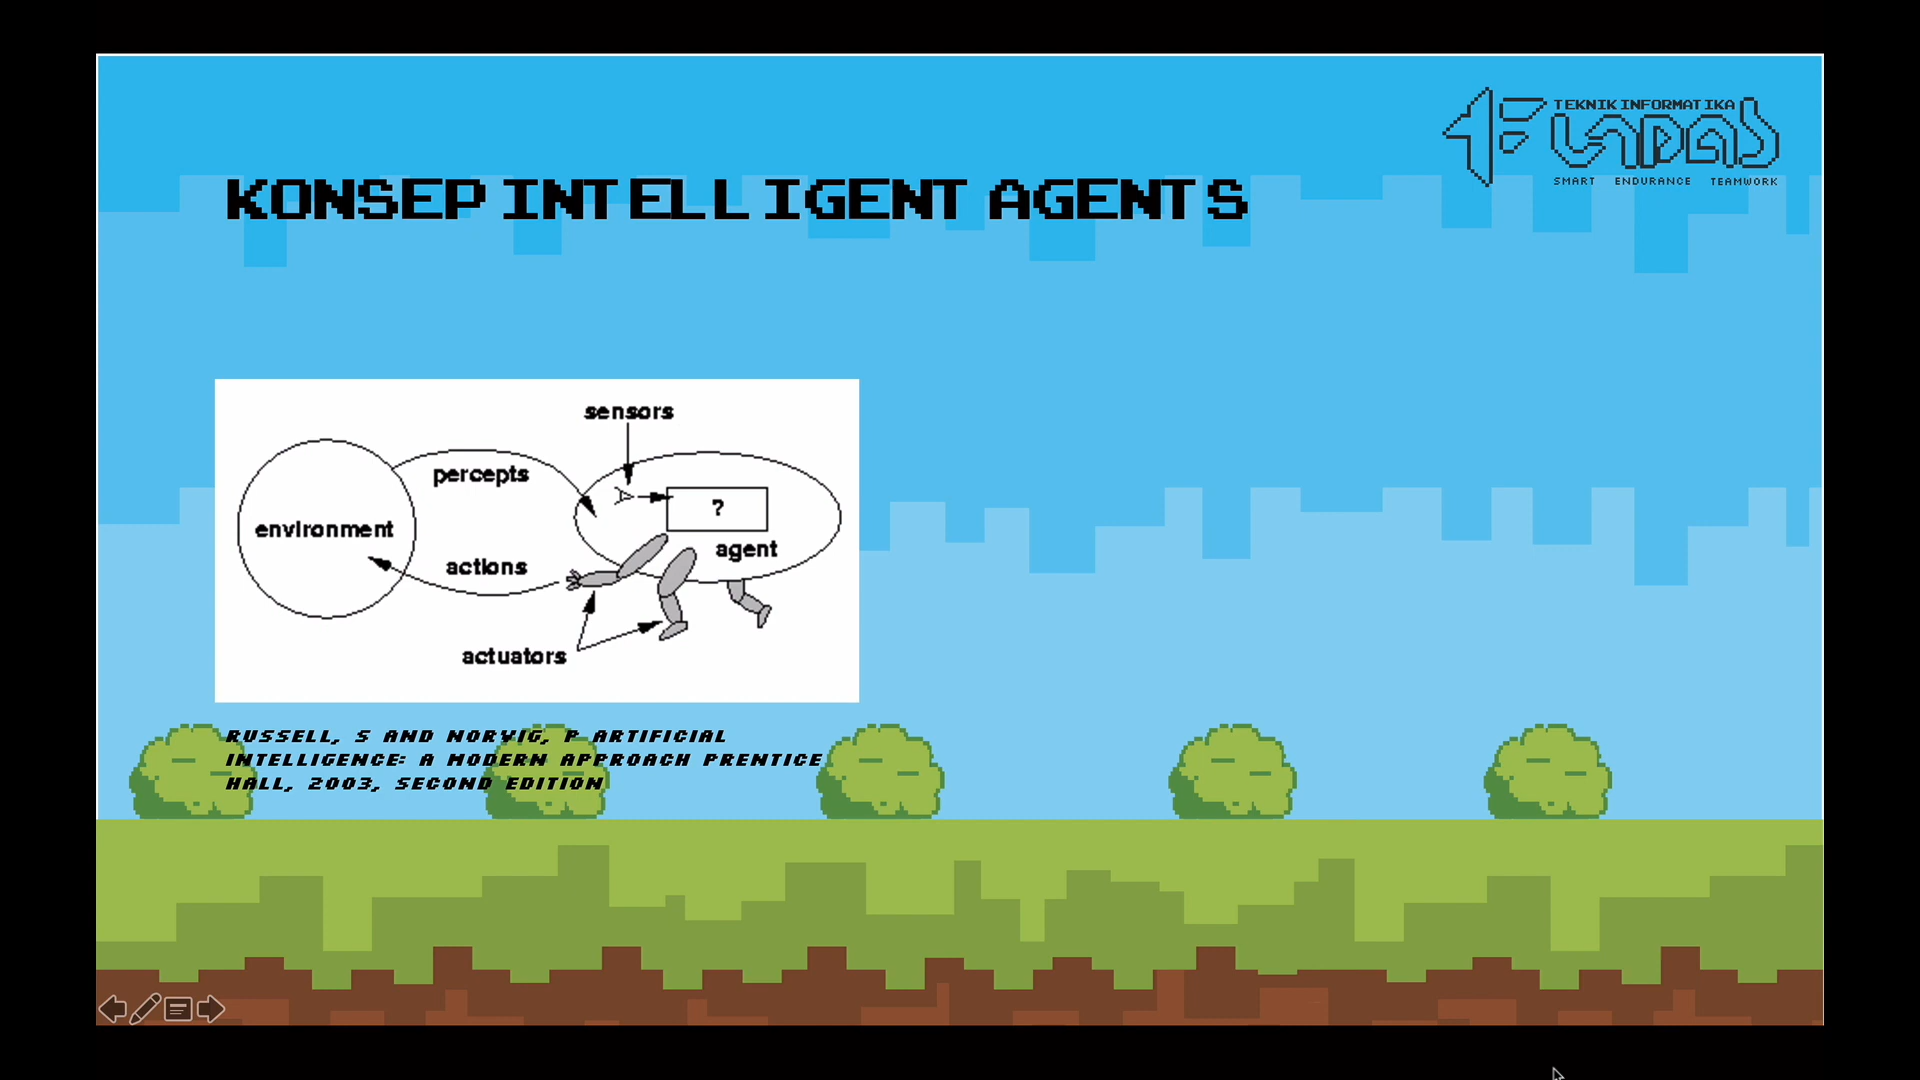 TEKNIK INFORMATIKA
UNPAS
SMART ENDURANCE TEAMWORK
KONSEP INTELLIGENT AGENTS
sensors
percepts
?
environment
agent
actions
actuators
RUSSELL, S AND NORVIG, P ARTIFICIAL
INTELLIGENCE: A MODERN APPROACH PRENTICE
HALL, 2003, SECOND EDITION